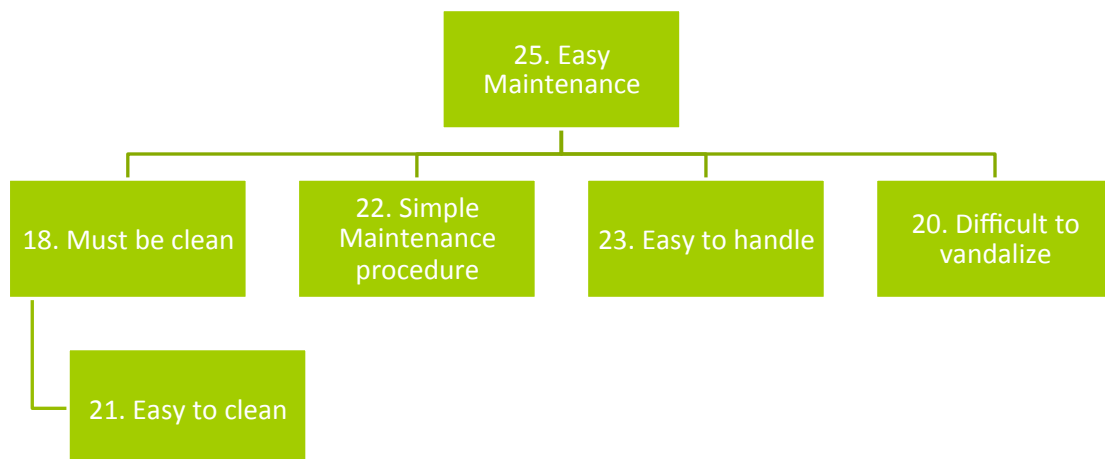 25. Easy
Maintenance
18. Must be clean
22. Simple
Maintenance
procedure
23. Easy to handle
20. Difficult to
vandalize
21. Easy to clean